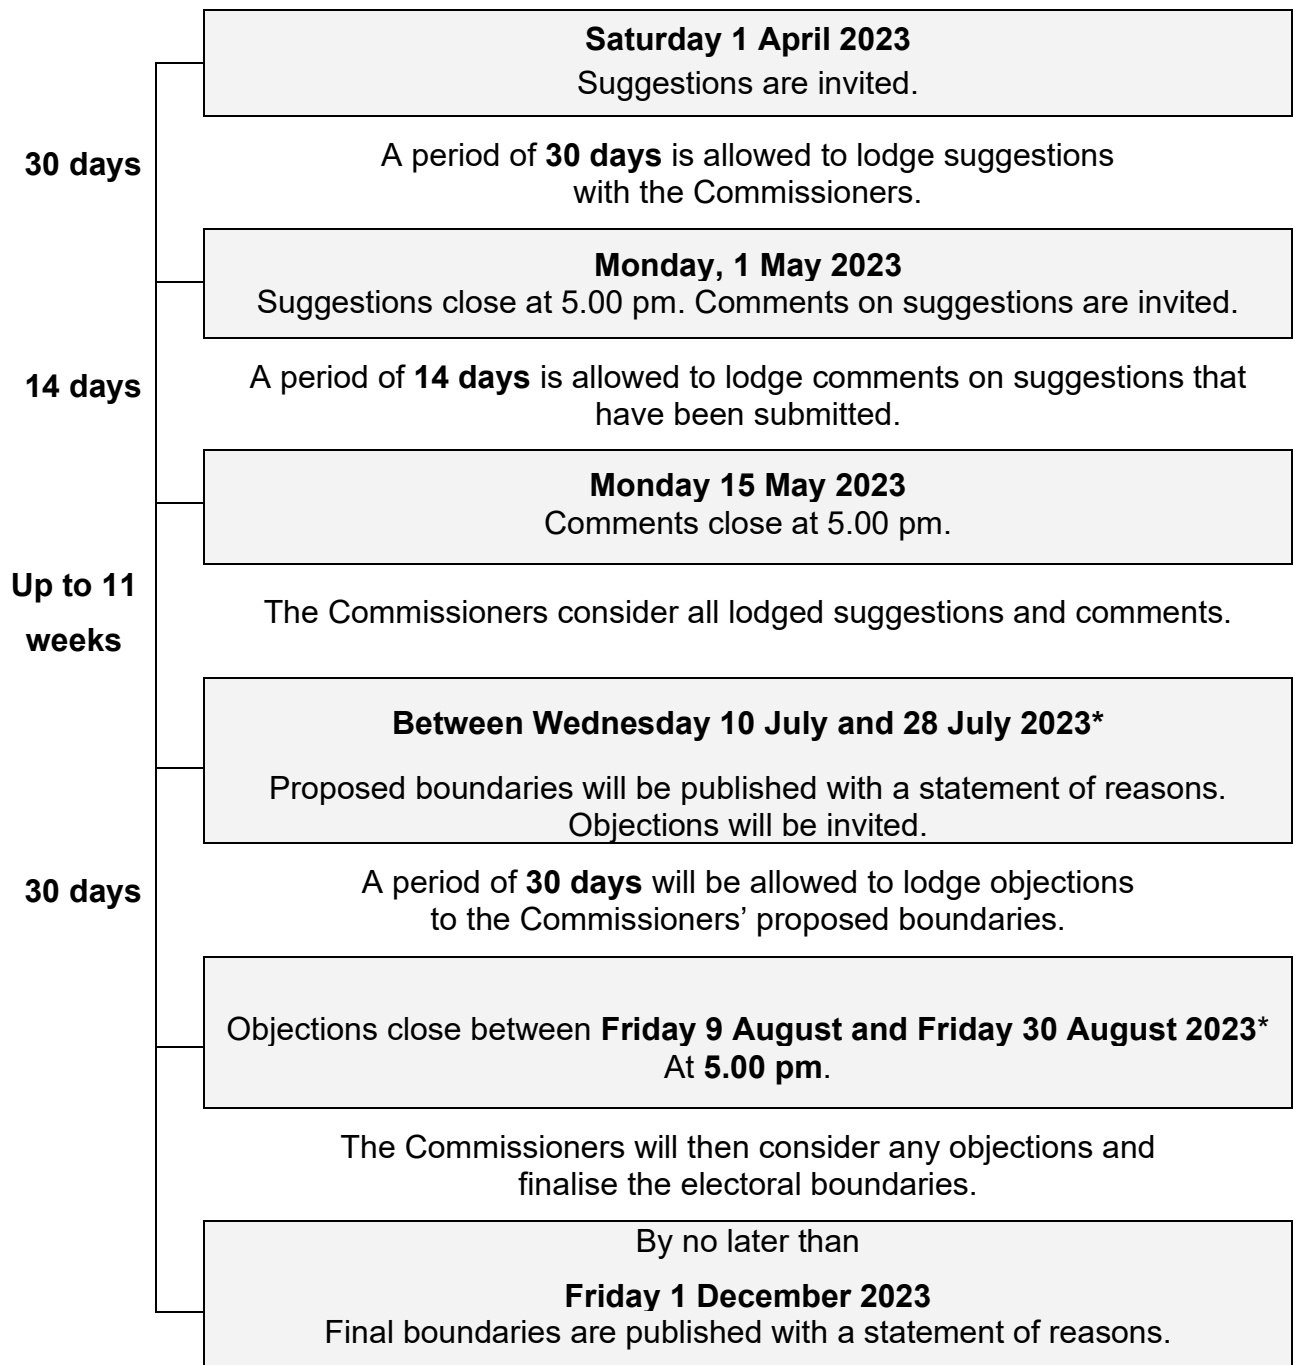 Saturday 1 April 2023
Suggestions are invited.
30 days
A period of 30 days is allowed to lodge suggestions
with the Commissioners.
Monday, 1 May 2023
Suggestions close at 5.00 pm. Comments on suggestions are invited.
14 days
A period of 14 days is allowed to lodge comments on suggestions that
have been submitted.
Monday 15 May 2023
Comments close at 5.00 pm.
Up to 11
weeks
The Commissioners consider all lodged suggestions and comments.
Between Wednesday 10 July and 28 July 2023*
Proposed boundaries will be published with a statement of reasons.
Objections will be invited.
30 days
A period of 30 days will be allowed to lodge objections
to the Commissioners’ proposed boundaries.
Objections close between Friday 9 August and Friday 30 August 2023*
At 5.00 pm.
The Commissioners will then consider any objections and
finalise the electoral boundaries.
By no later than
Friday 1 December 2023
Final boundaries are published with a statement of reasons.